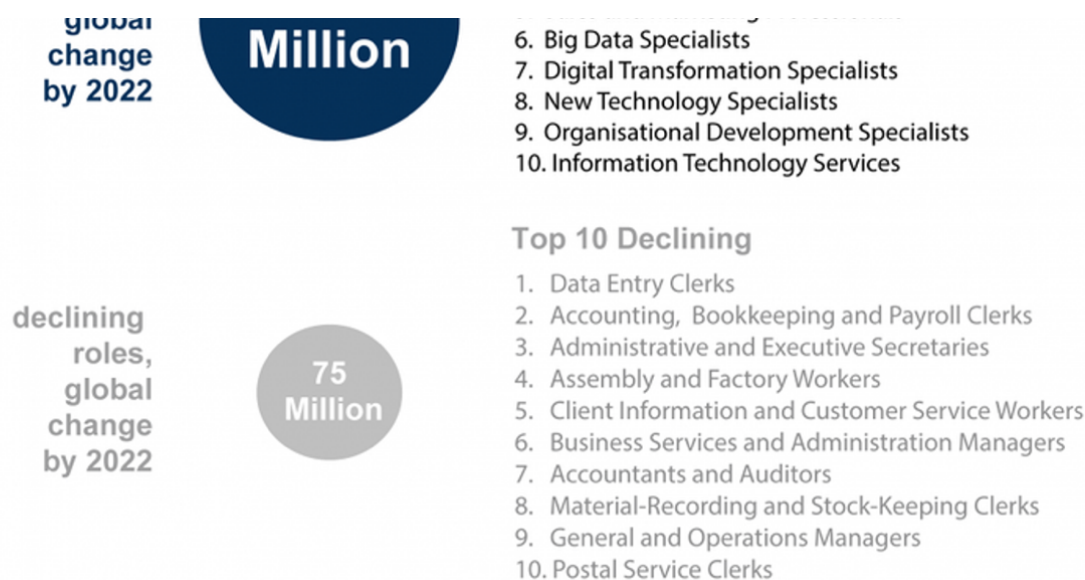 global
change
by 2022
Million
6. Big Data Specialists
7. Digital Transformation Specialists
8. New Technology Specialists
9. Organisational Development Specialists
10. Information Technology Services
declining
roles,
global
change
by 2022
75
Million
Top 10 Declining
1. Data Entry Clerks
2. Accounting, Bookkeeping and Payroll Clerks
3. Administrative and Executive Secretaries
4. Assembly and Factory Workers
5. Client Information and Customer Service Workers
6. Business Services and Administration Managers
7. Accountants and Auditors
8. Material-Recording and Stock-Keeping Clerks
9. General and Operations Managers
10. Postal Service Clerks